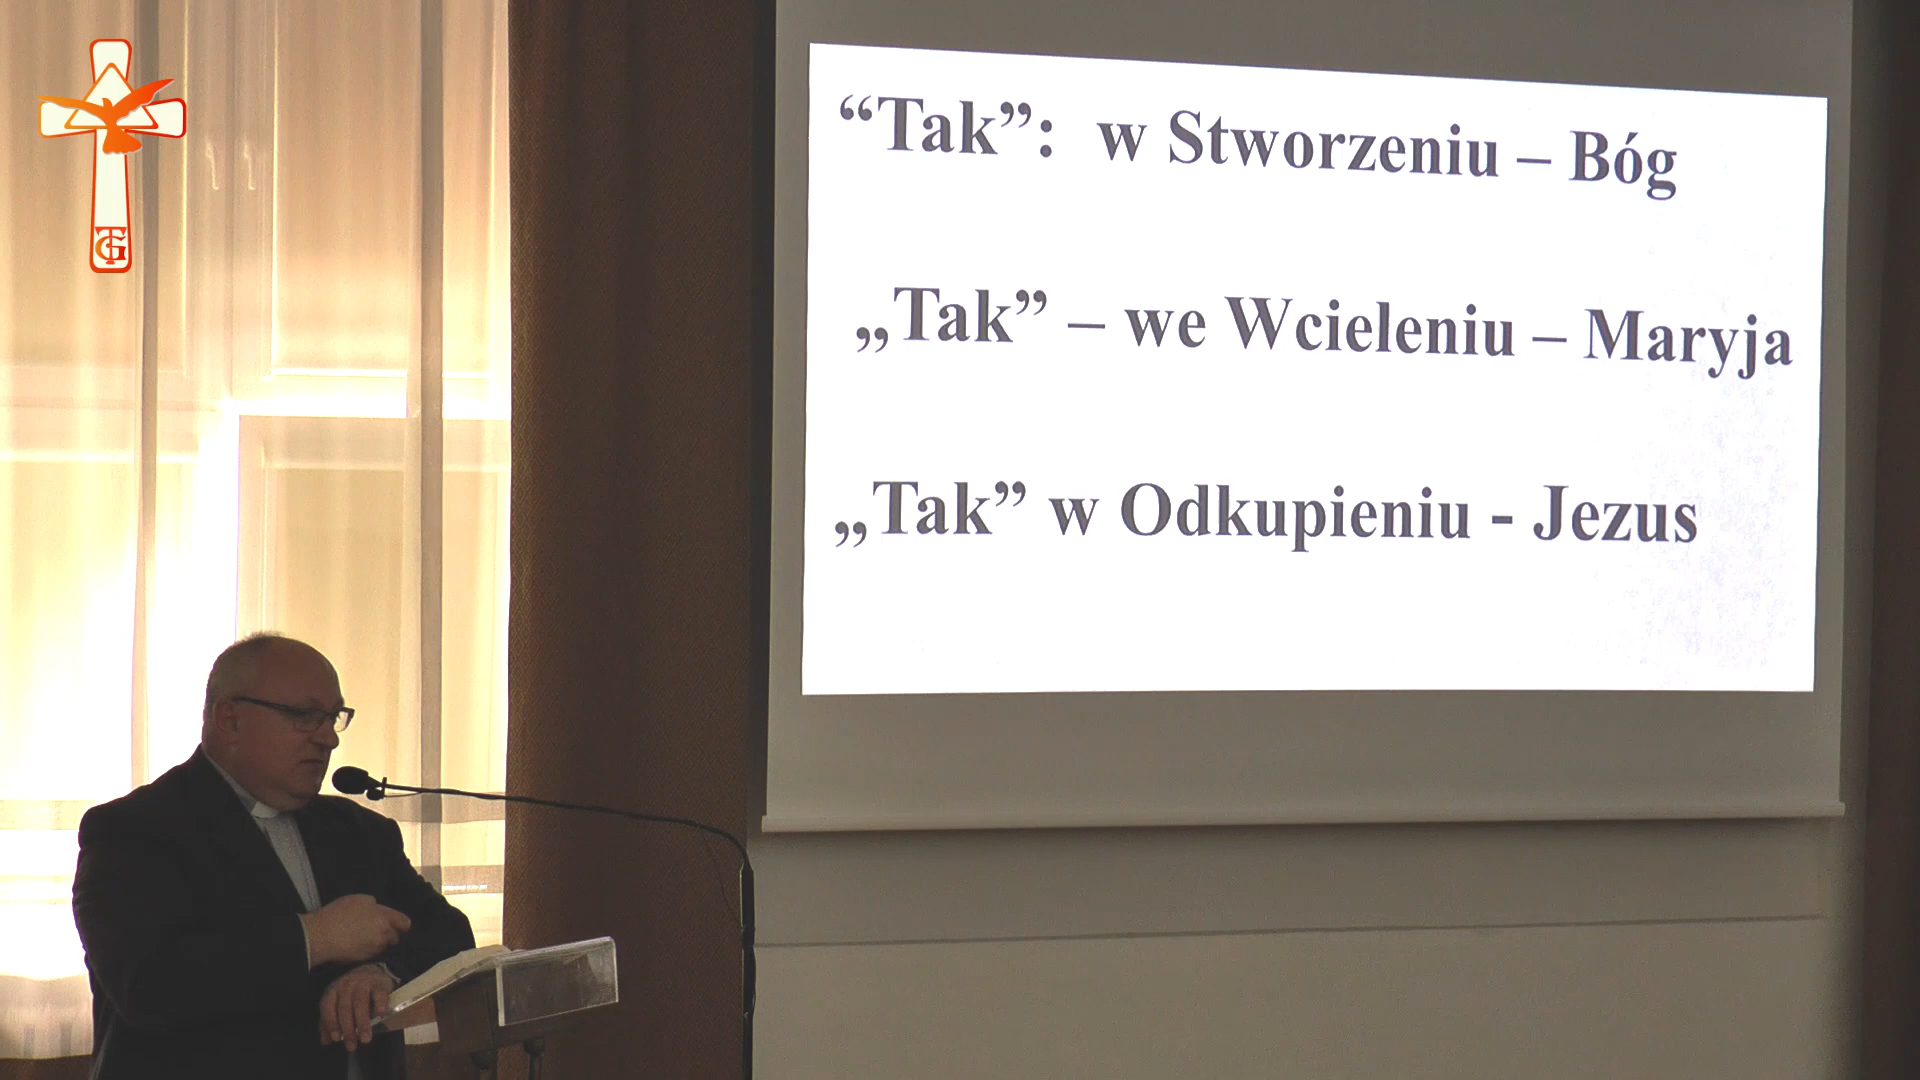 “Tak”: w Stworzeniu – Bóg
„Tak” – we Wcieleniu – Maryja
„Tak” w Odkupieniu - Jezus